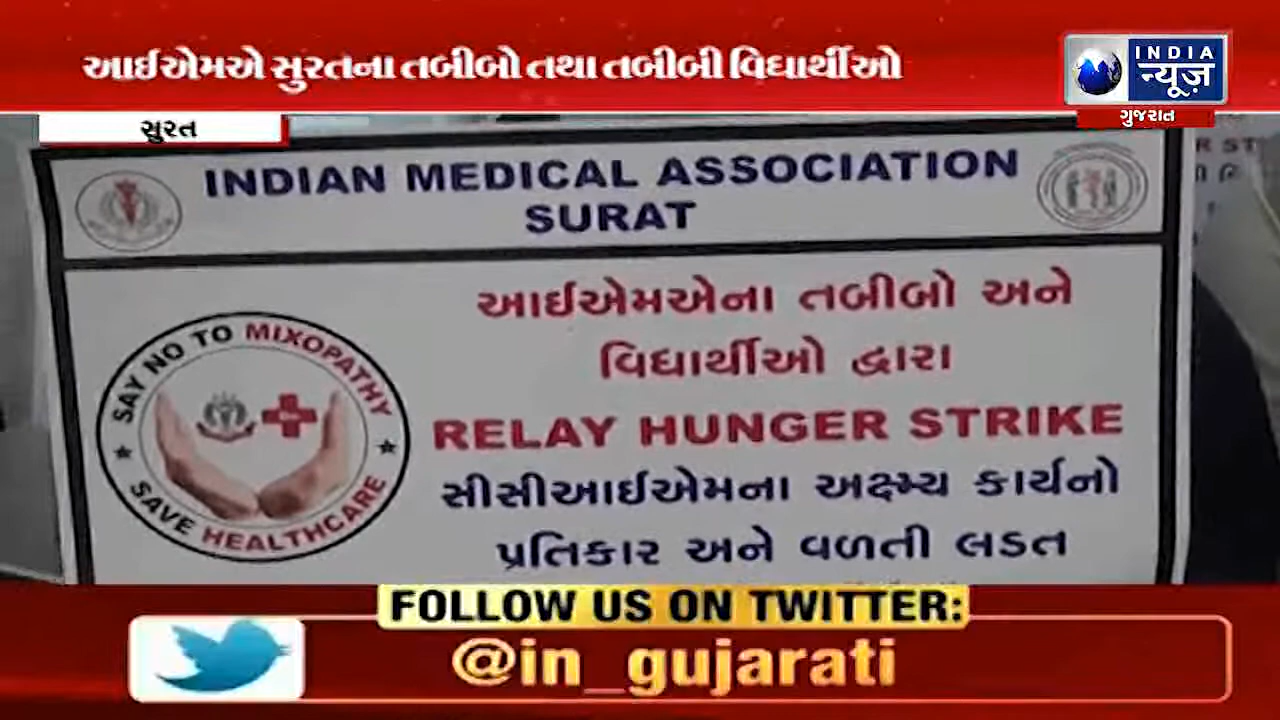 આઈએમએ સુરતના તબીબો તથા તબીબી વિદ્યાર્થીઓ
INDIA
न्यूज़
ગુજરાત
સુરત
INDIAN MEDICAL ASSOCIATION
SURAT
આઈએમએના તબીબો અને
વિદ્યાર્થીઓ દ્વારા
RELAY HUNGER STRIKE
સીસીઆઈએમના અક્ષ્મ્ય કાર્યનો
પ્રતિકાર અને વળતી લડત
SAY NO TO MIXOPATHY
SAVE HEALTHCARE
FOLLOW US ON TWITTER:
@in_gujarati